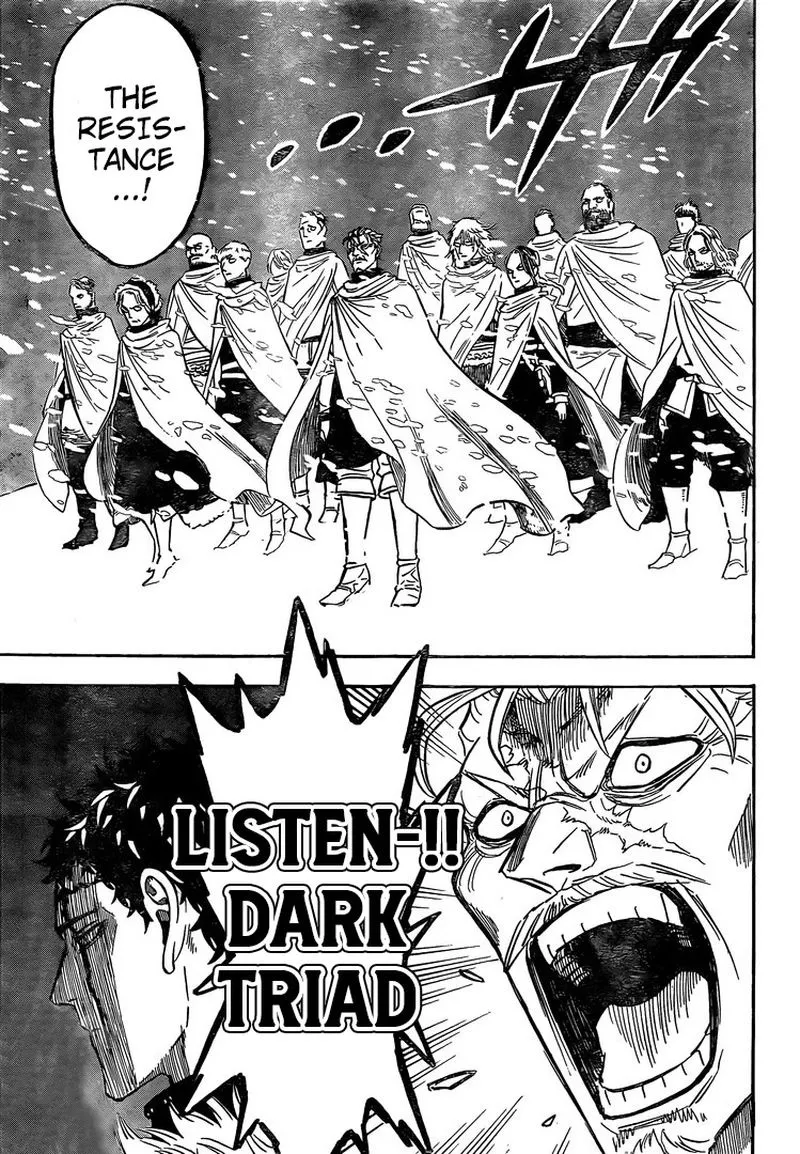 THE
RESIS-
TANCE
...!
LISTEN-!!
DARK
TRIAD